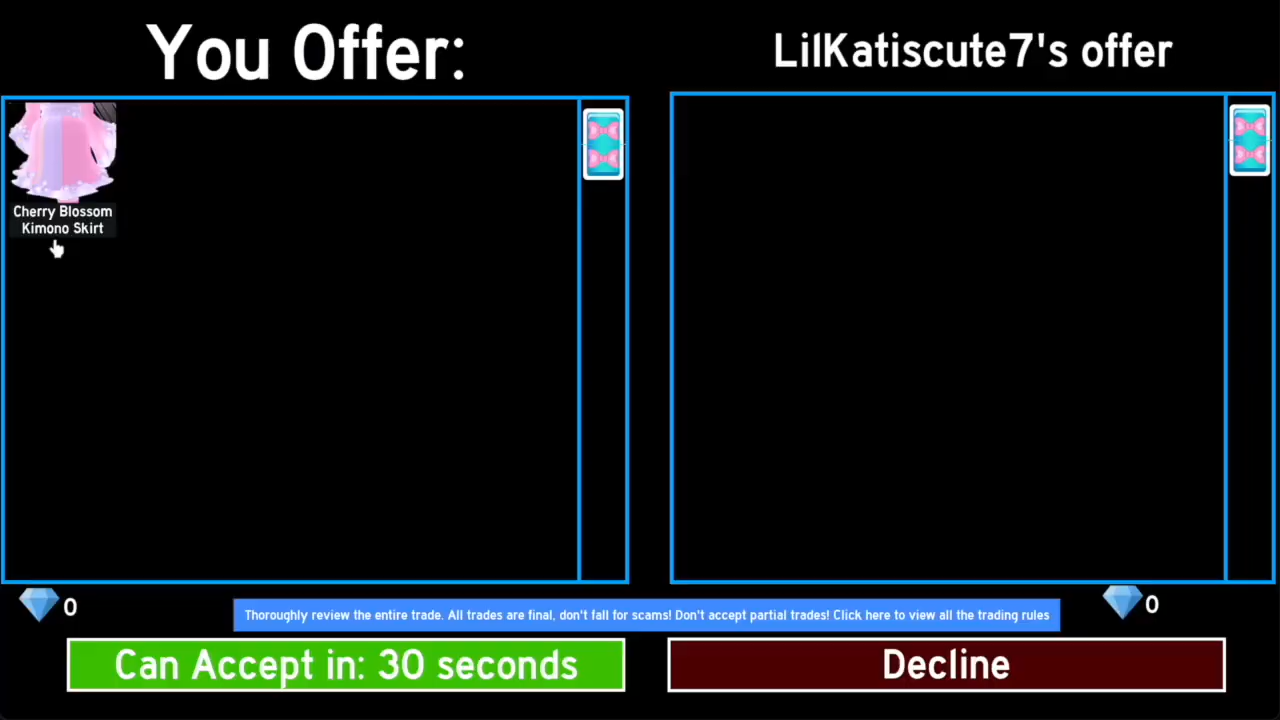 You Offer:
LilKatiscute7's offer
Cherry Blossom
Kimono Skirt
0
0
Thoroughly review the entire trade. All trades are final, don't fall for scams! Don't accept partial trades! Click here to view all the trading rules
Can Accept in: 30 seconds
Decline